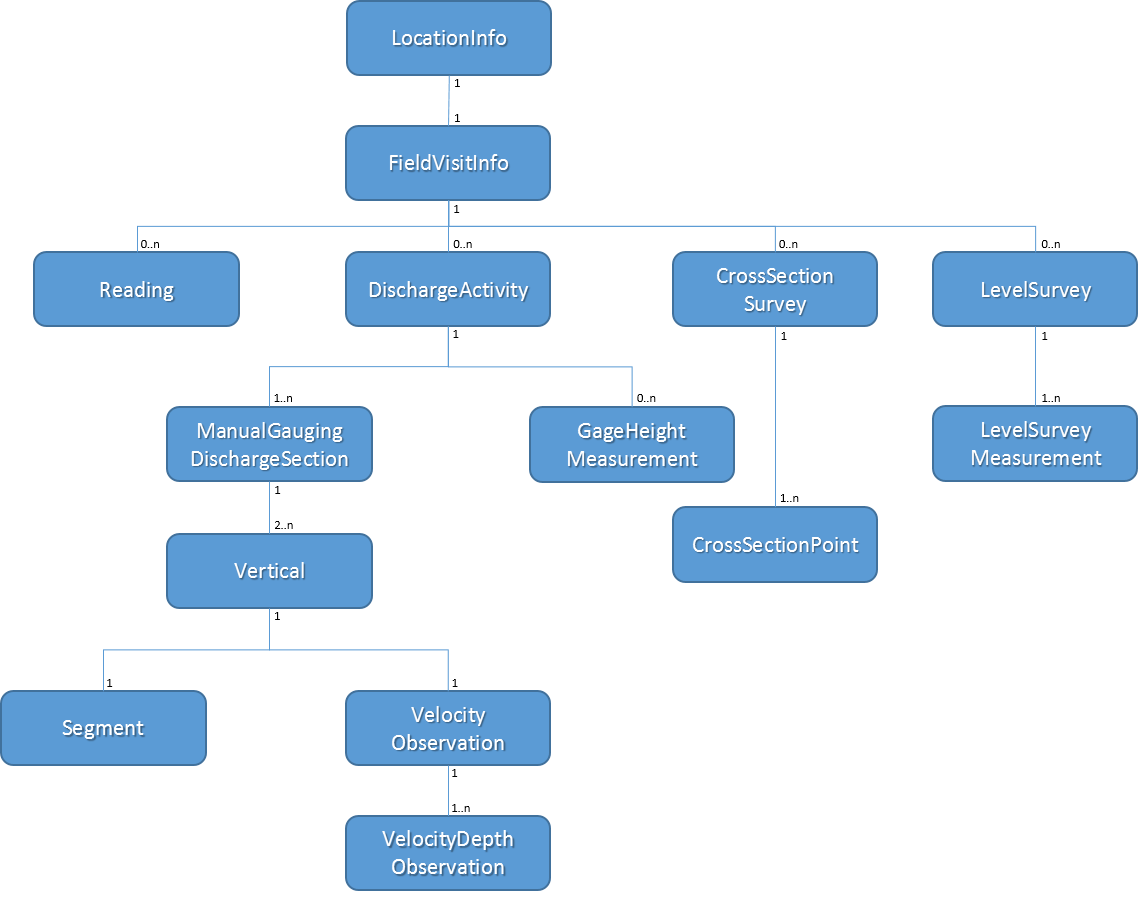 LocationInfo
1
1
FieldVisitInfo
1
0..n
0..n
0..n
0..n
Reading
DischargeActivity
CrossSection
Survey
LevelSurvey
1
1
1
1..n
0..n
1..n
ManualGauging
DischargeSection
GageHeight
Measurement
LevelSurvey
Measurement
1
1..n
2..n
Vertical
CrossSectionPoint
1
1
1
Segment
Velocity
Observation
1
1..n
VelocityDepth
Observation